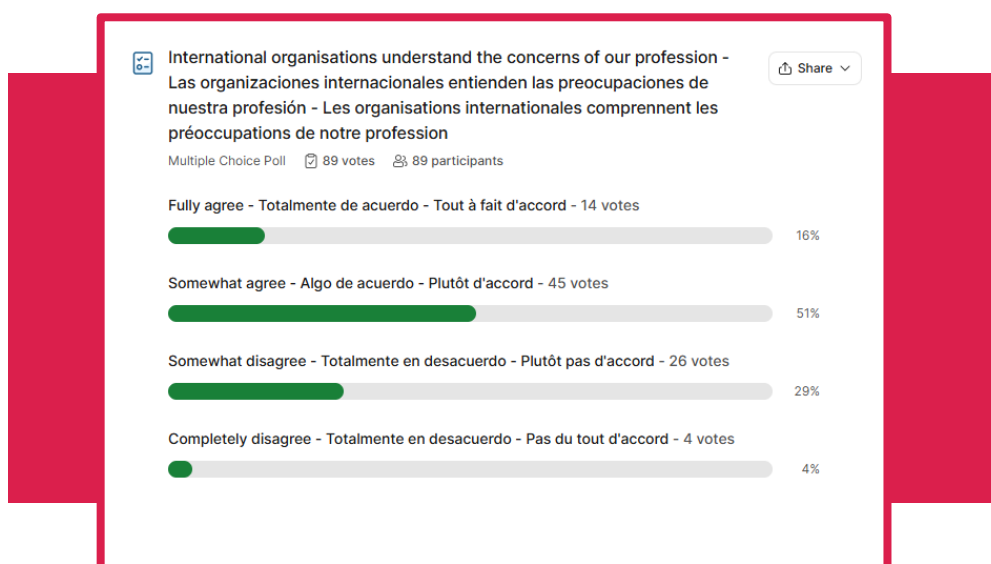 International organisations understand the concerns of our profession -
Las organizaciones internacionales entienden las preocupaciones de
nuestra profesión - Les organisations internationales comprennent les
préoccupations de notre profession
Share
Multiple Choice Poll 89 votes 89 participants
Fully agree - Totalmente de acuerdo - Tout à fait d'accord - 14 votes
16%
Somewhat agree - Algo de acuerdo - Plutôt d'accord - 45 votes
51%
Somewhat disagree - Totalmente en desacuerdo - Plutôt pas d'accord - 26 votes
29%
Completely disagree - Totalmente en desacuerdo - Pas du tout d'accord - 4 votes
4%